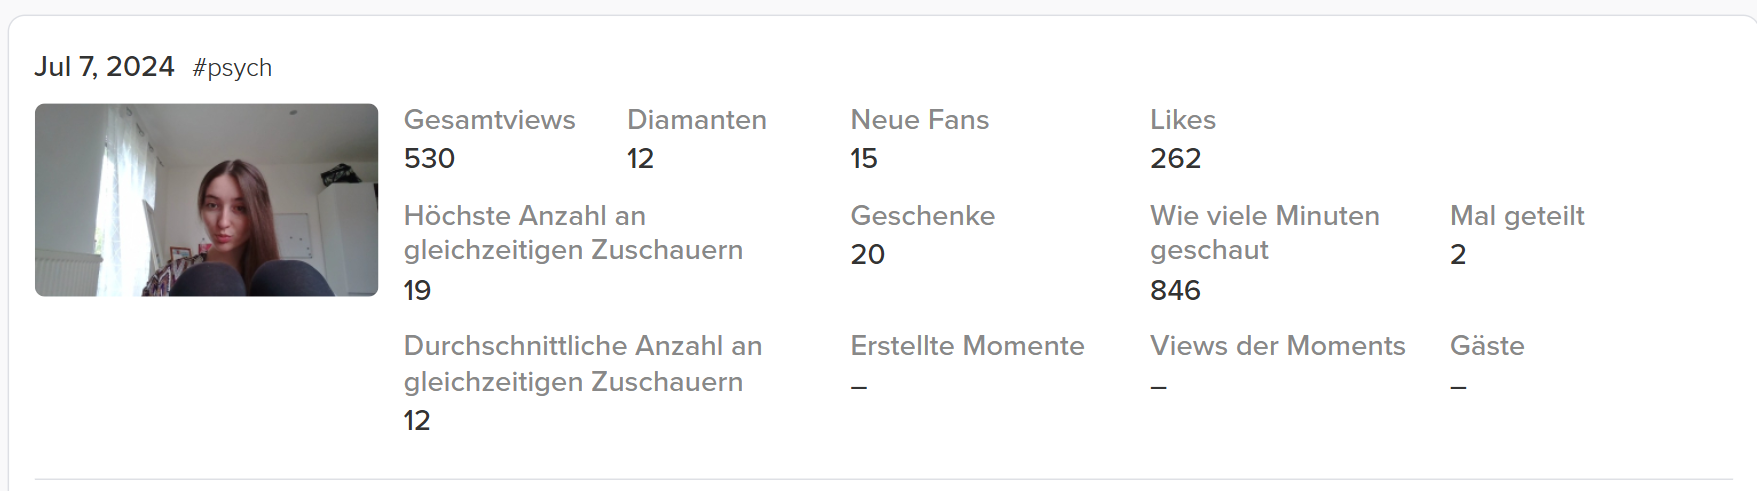 Jul 7, 2024 #psych
Gesamtviews
530
Diamanten
12
Neue Fans
15
Likes
262
Höchste Anzahl an
gleichzeitigen Zuschauern
19
Geschenke
20
Wie viele Minuten
geschaut
846
Mal geteilt
2
Durchschnittliche Anzahl an
gleichzeitigen Zuschauern
12
Erstellte Momente
–
Views der Moments
–
Gäste
–